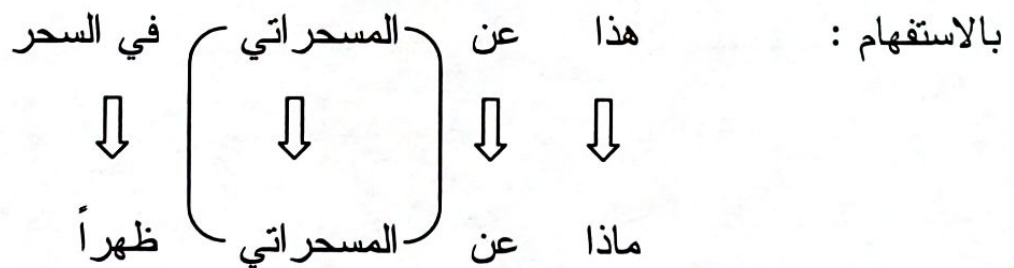 بالاستفهام : هذا عن المسحراتي في السحر
ماذا عن المسحراتي ظهراً